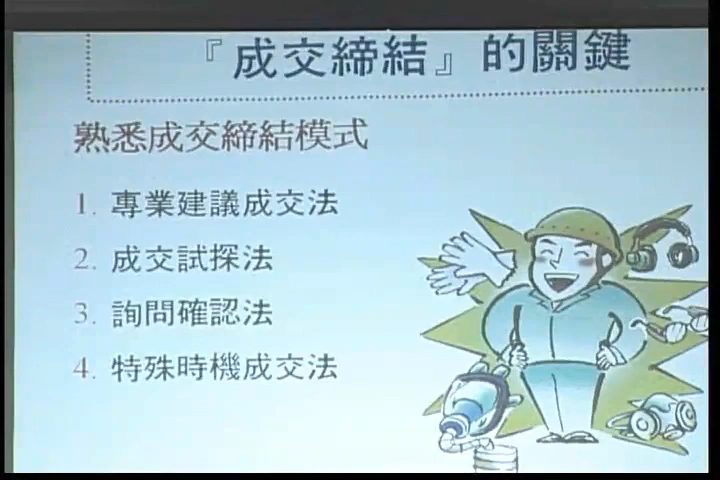 『成交締結』的關鍵
熟悉成交締結模式
1. 專業建議成交法
2. 成交試探法
3. 詢問確認法
4. 特殊時機成交法